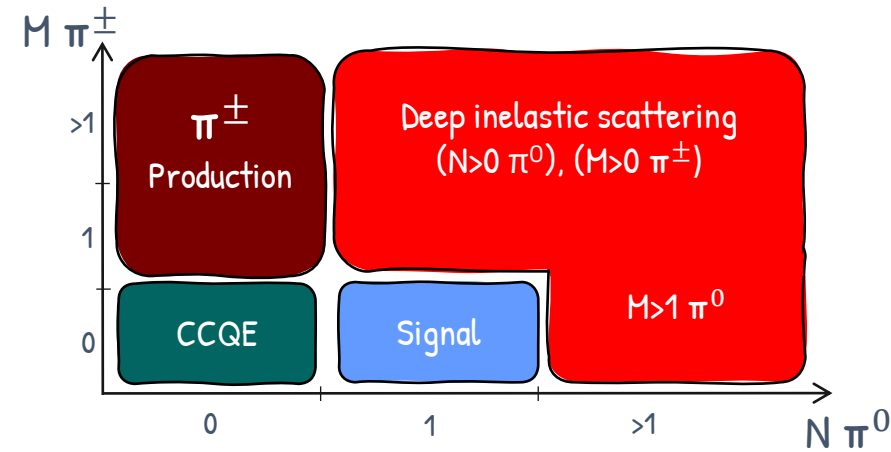 M π±
π±
Production
Deep inelastic scattering
(N>0 π⁰), (M>0 π±)
>1
1
M>1 π⁰
CCQE
Signal
0
0
1
>1
N π⁰